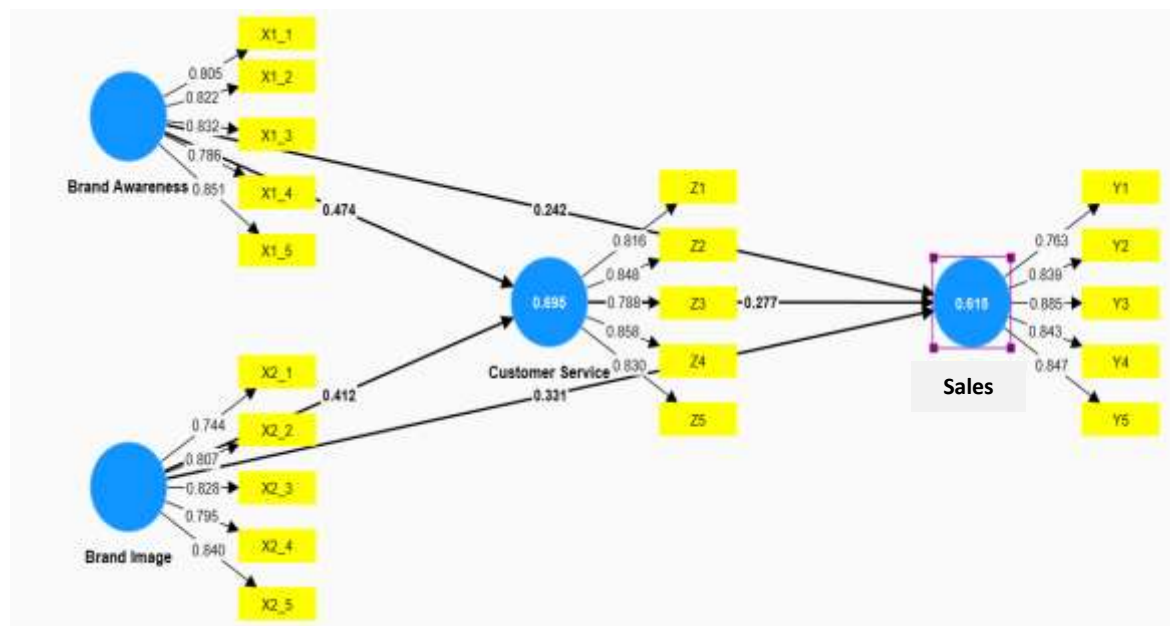 X1_1
0.805
X1_2
0.822
0.832
X1_3
0.786
Brand Awareness
0.851
X1_4
X1_5
0.474
0.242
Z1
0.816
Z2
0.848
0.695
0.788
Z3
0.277
0.858
Customer Service
0.830
Z4
Z5
Y1
0.763
Y2
0.839
0.615
0.885
Y3
0.843
Y4
0.847
Sales
Y5
X2_1
0.412
0.331
0.744
X2_2
0.807
0.828
X2_3
0.795
X2_4
Brand Image
0.840
X2_5